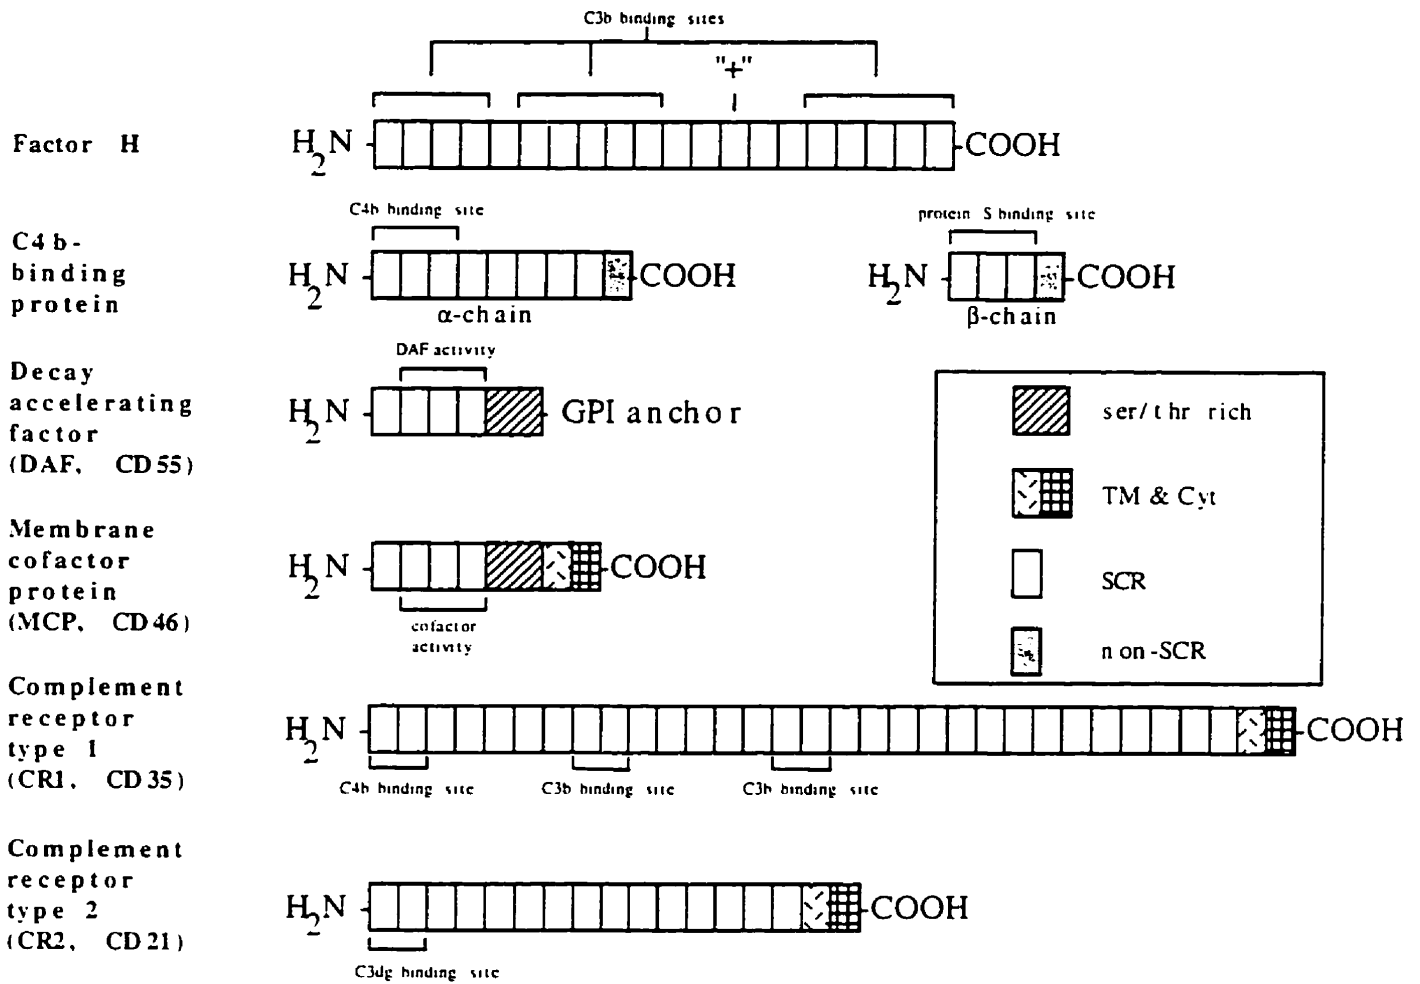 C3b binding sites
"+"
Factor H
H2N
COOH
C4b binding site
protein S binding site
C4b-
binding
protein
H2N
COOH
H2N
COOH
α-chain
β-chain
DAF activity
Decay
accelerating
factor
(DAF, CD55)
H2N
GPI anchor
ser/thr rich
TM & Cyt
SCR
non-SCR
Membrane
cofactor
protein
(MCP, CD46)
H2N
COOH
cofactor
activity
Complement
receptor
type 1
(CR1, CD35)
H2N
COOH
C4b binding site
C3b binding site
C3b binding site
Complement
receptor
type 2
(CR2, CD21)
H2N
COOH
C3dg binding site